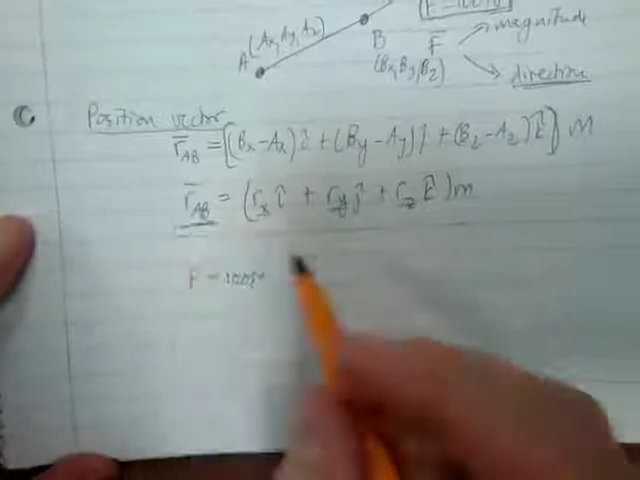 magnitude
A (Ax, Ay, Az)
B F̄
(Bx, By, Bz) direction
Position vector
r̄AB = [(Bx-Ax)î + (By-Ay)ĵ + (Bz-Az)k̂] m
r̄AB = (rx î + ry ĵ + rz k̂) m
F =